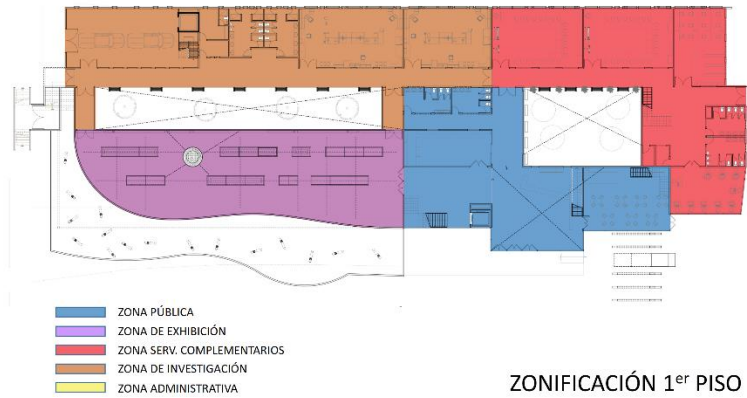 ZONA PÚBLICA
ZONA DE EXHIBICIÓN
ZONA SERV. COMPLEMENTARIOS
ZONA DE INVESTIGACIÓN
ZONA ADMINISTRATIVA
ZONIFICACIÓN 1er PISO